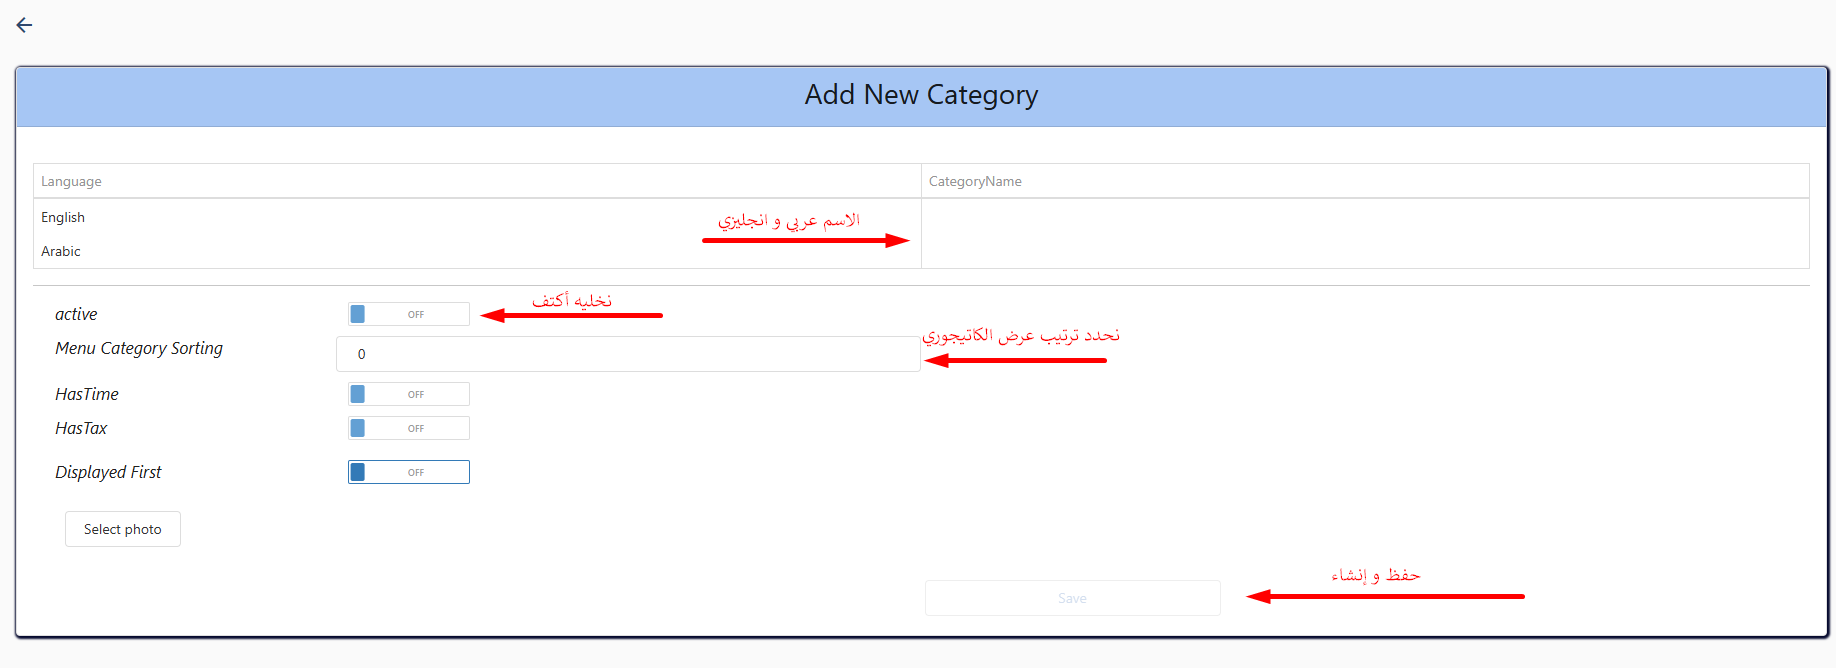 Add New Category
Language
CategoryName
English
الاسم عربي و انجليزي
Arabic
active
OFF
نخليه أكتف
Menu Category Sorting
0
نحدد ترتيب عرض الكاتيجوري
HasTime
OFF
HasTax
OFF
Displayed First
OFF
Select photo
حفظ و إنشاء
Save